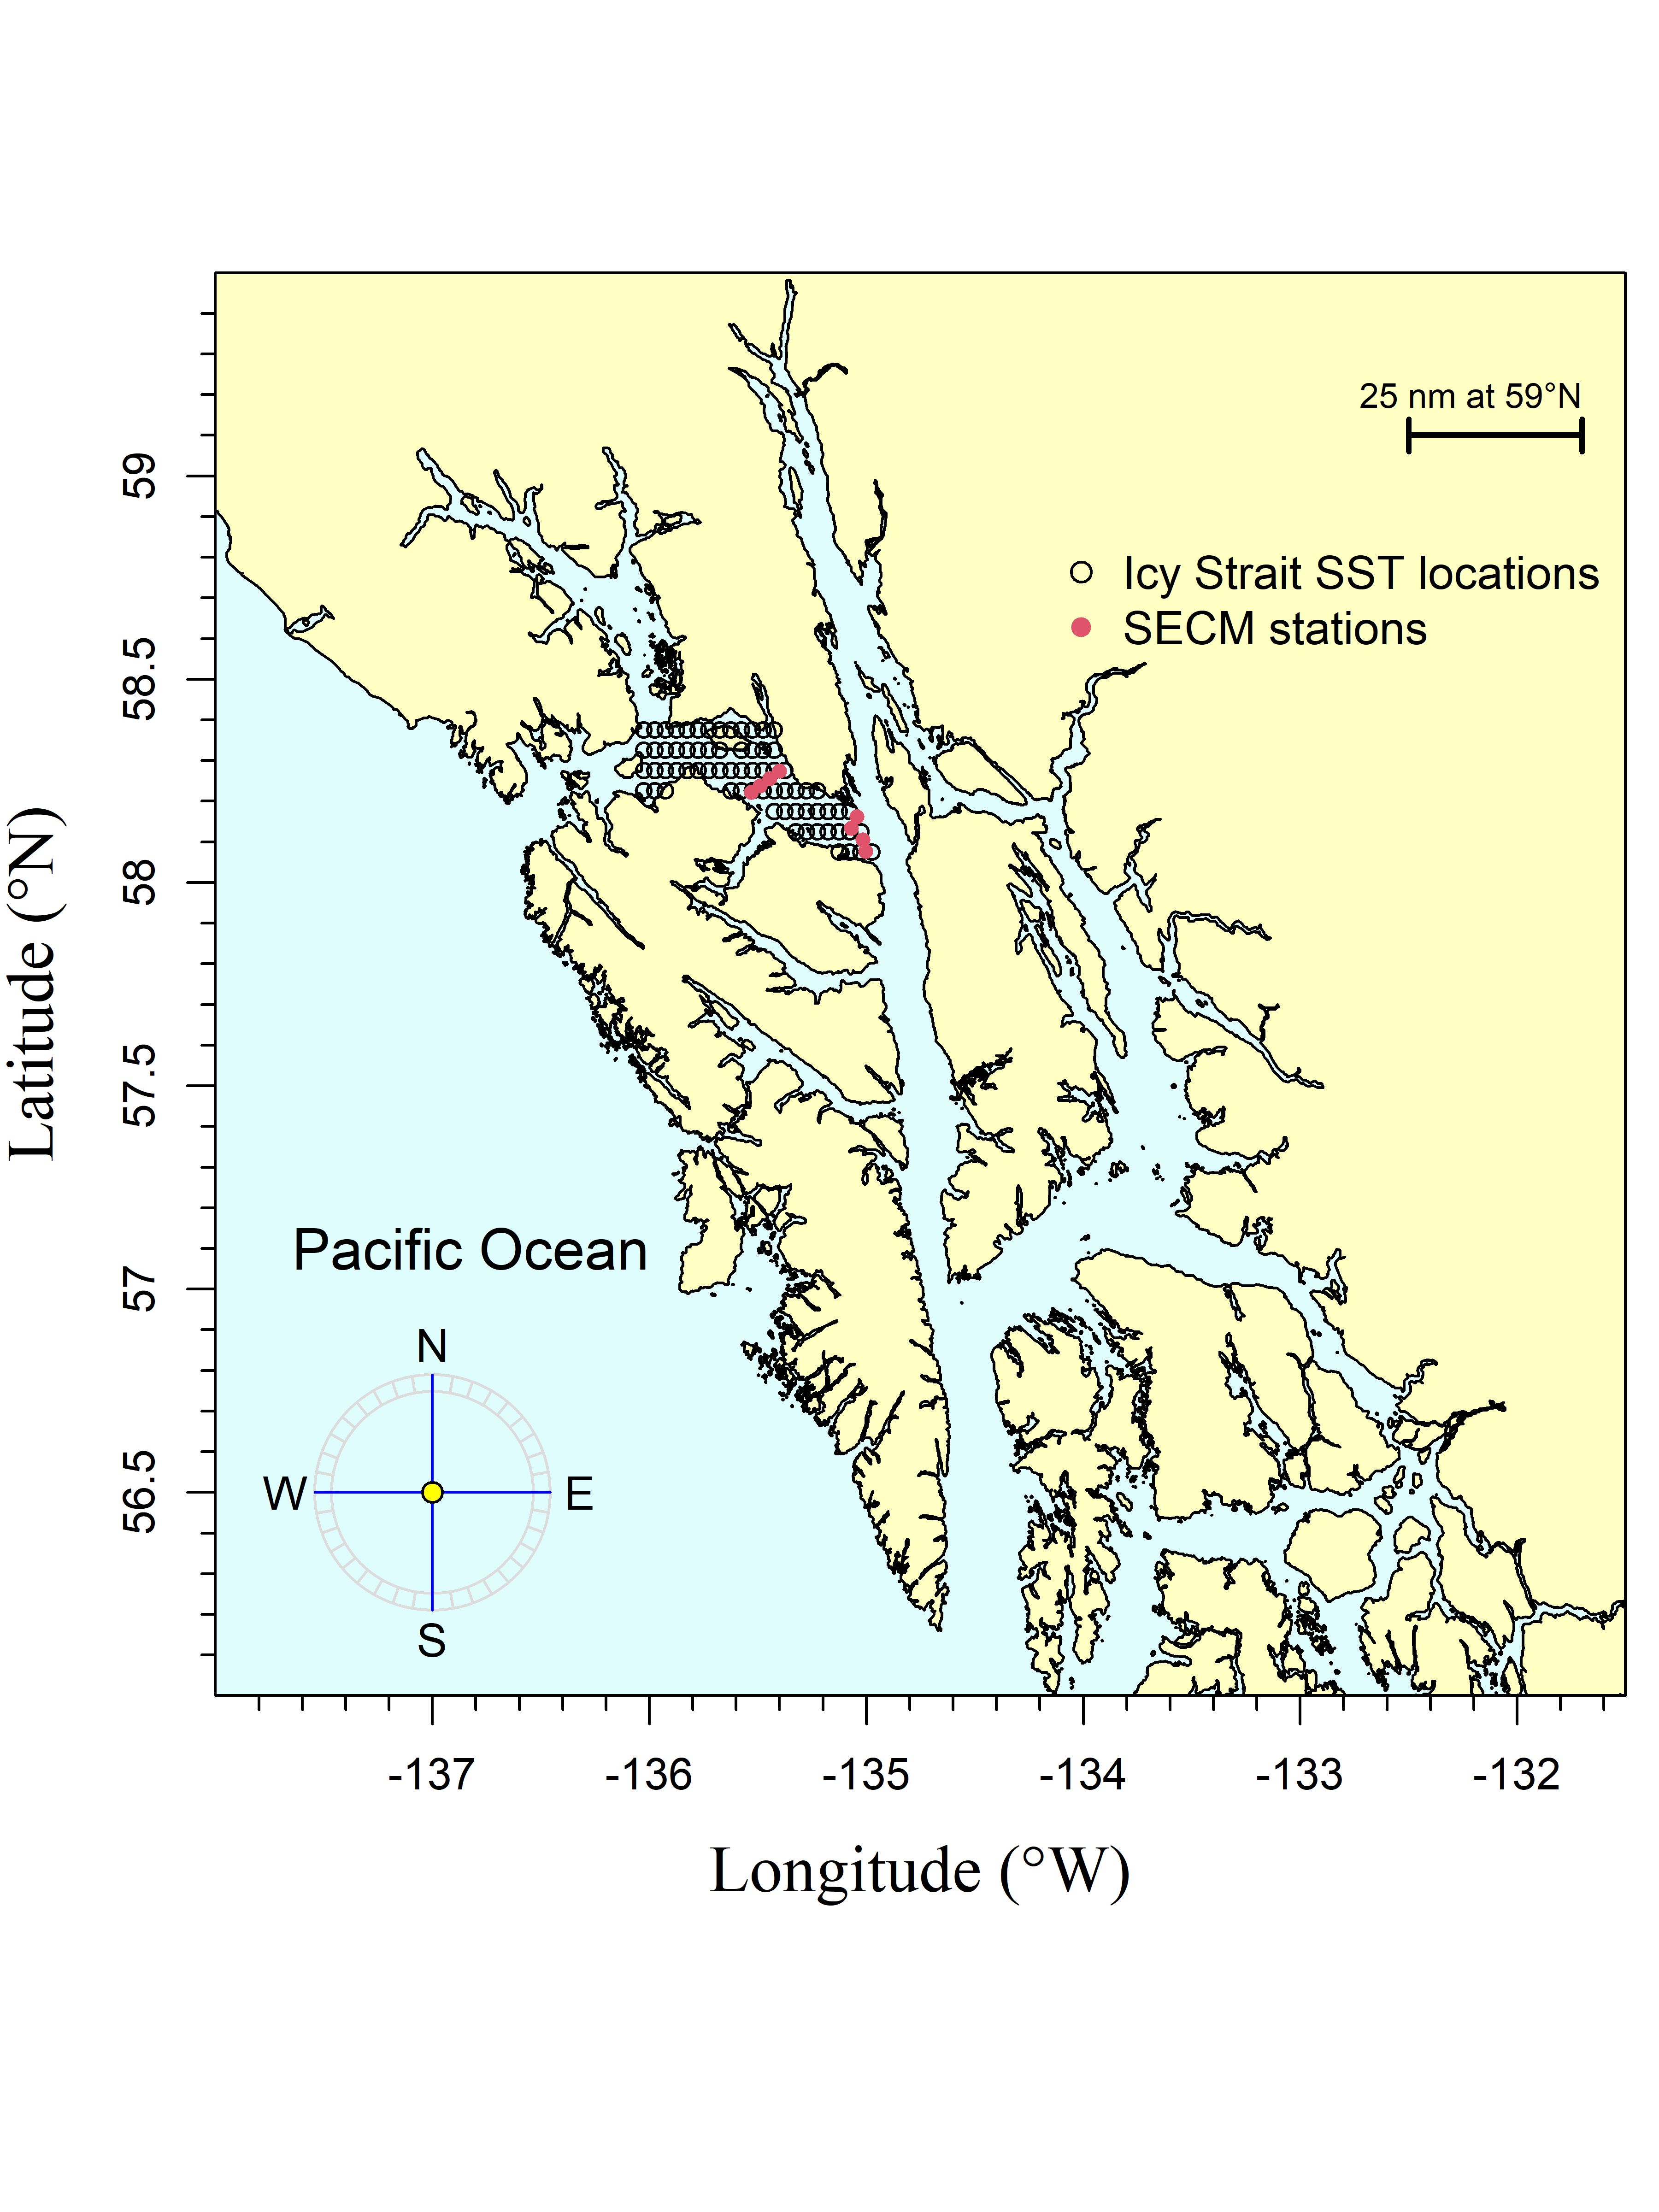 25 nm at 59°N
Icy Strait SST locations
SECM stations
Pacific Ocean
N
W
E
S
59
58.5
58
57.5
57
56.5
Latitude (°N)
-137
-136
-135
-134
-133
-132
Longitude (°W)